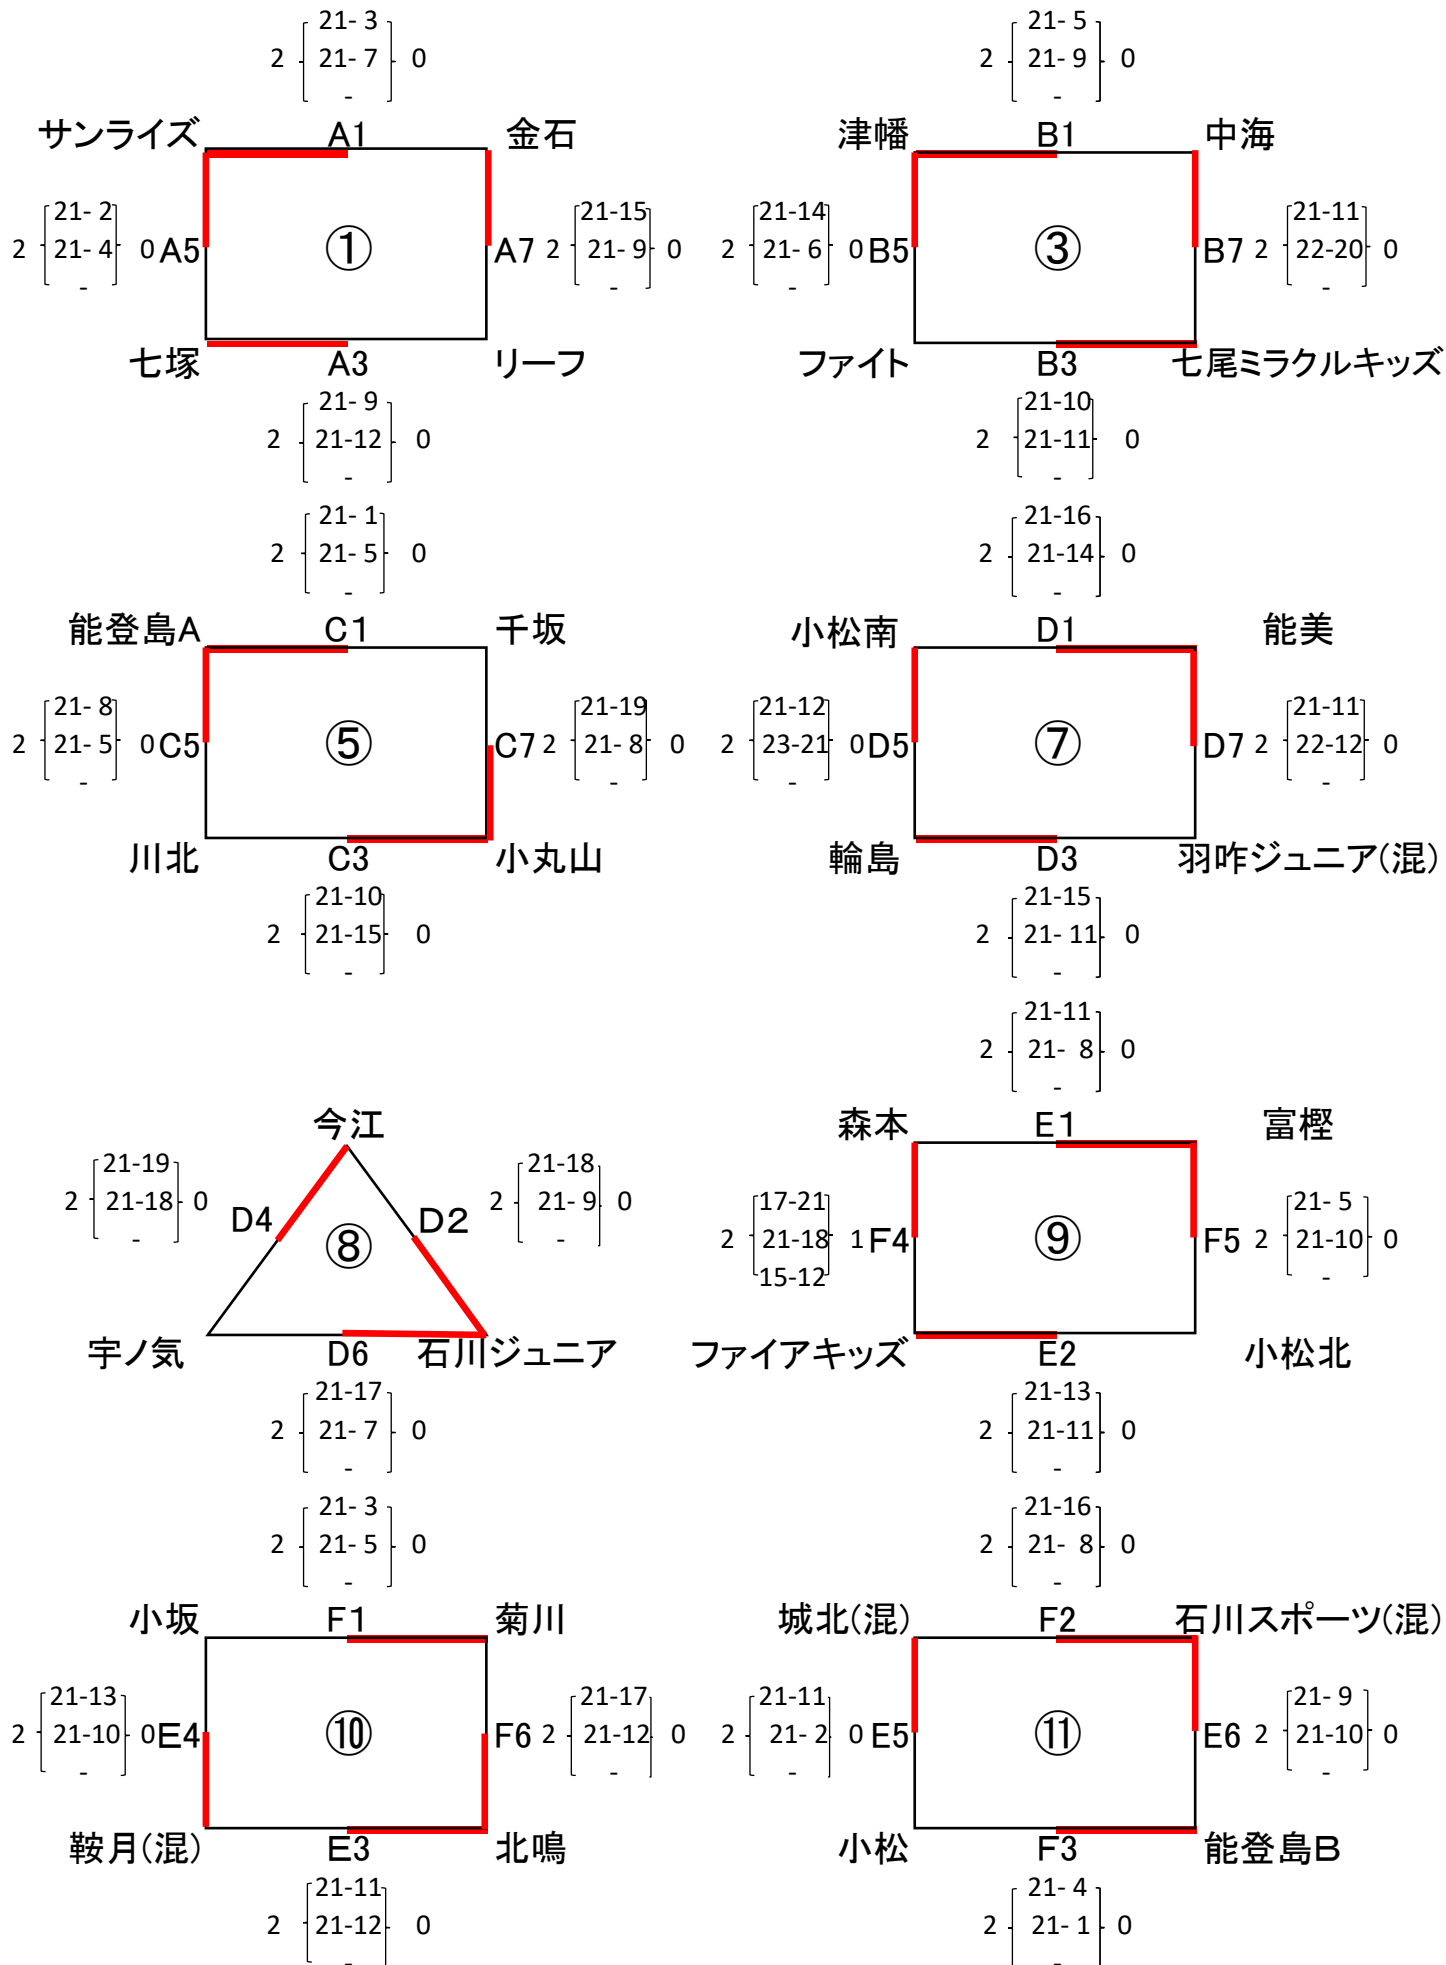 21- 3
2 21- 7 0
-
サンライズ A1 金石
21- 2
2 21- 4 0 A5
-
①
21-15
A7 2 21- 9 0
-
七塚 A3 リーフ
21- 9
2 21-12 0
-
21- 5
2 21- 9 0
-
津幡 B1 中海
21-14
2 21- 6 0 B5
-
③
21-11
B7 2 22-20 0
-
ファイト B3 七尾ミラクルキッズ
21-10
2 21-11 0
-
21- 1
2 21- 5 0
-
能登島A C1 千坂
21- 8
2 21- 5 0 C5
-
⑤
21-19
C7 2 21- 8 0
-
川北 C3 小丸山
21-10
2 21-15 0
-
21-16
2 21-14 0
-
小松南 D1 能美
21-12
2 23-21 0 D5
-
⑦
21-11
D7 2 22-12 0
-
輪島 D3 羽咋ジュニア(混)
21-15
2 21- 11 0
-
今江
21-19
2 21-18 0 D4
-
⑧
21-18
D2 2 21- 9 0
-
宇ノ気 D6 石川ジュニア
21-17
2 21- 7 0
-
21-11
2 21- 8 0
-
森本 E1 富樫
17-21
2 21-18 1 F4
15-12
⑨
21- 5
F5 2 21-10 0
-
ファイアキッズ E2 小松北
21-13
2 21-11 0
-
21- 3
2 21- 5 0
-
小坂 F1 菊川
21-13
2 21-10 0 E4
-
⑩
21-17
F6 2 21-12 0
-
鞍月(混) E3 北鳴
21-11
2 21-12 0
-
21-16
2 21- 8 0
-
城北(混) F2 石川スポーツ(混)
21-11
2 21- 2 0 E5
-
⑪
21- 9
E6 2 21-10 0
-
小松 F3 能登島B
21- 4
2 21- 1 0
-